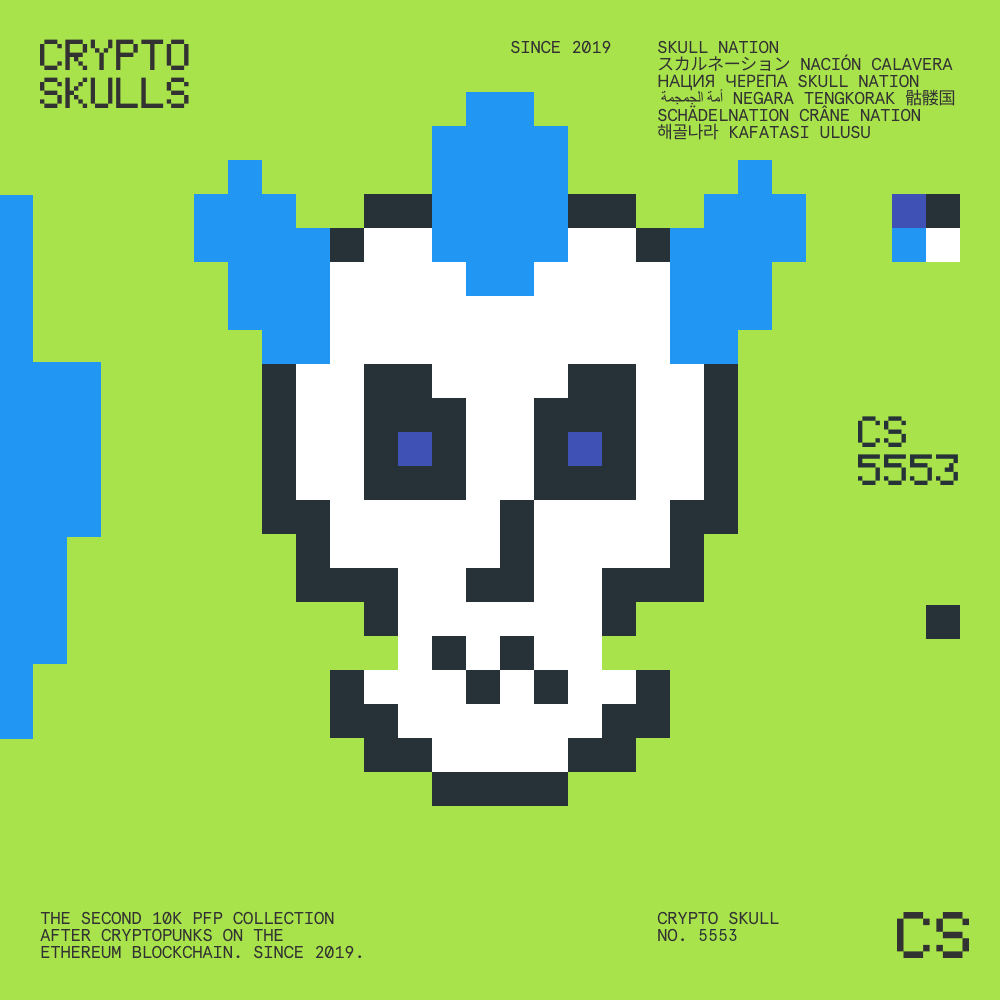 CRYPTO
SKULLS
SINCE 2019
SKULL NATION
スカルネーション NACIÓN CALAVERA
НАЦИЯ ЧЕРЕПА SKULL NATION
أمة الجمجمة NEGARA TENGKORAK 骷髅国
SCHÄDELNATION CRÂNE NATION
해골나라 KAFATASI ULUSU
CS
5553
THE SECOND 10K PFP COLLECTION
AFTER CRYPTOPUNKS ON THE
ETHEREUM BLOCKCHAIN. SINCE 2019.
CRYPTO SKULL
NO. 5553
CS